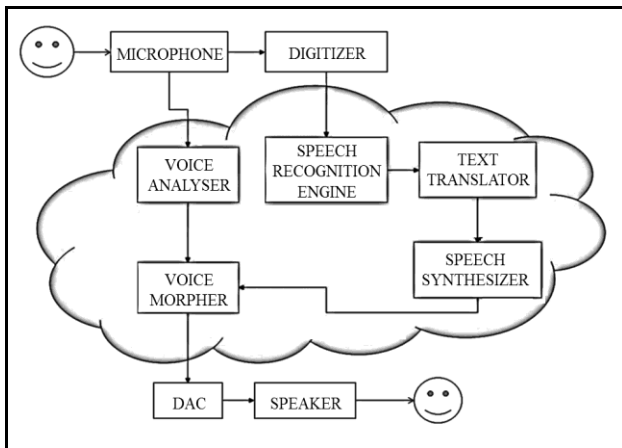 MICROPHONE
DIGITIZER
VOICE
ANALYSER
SPEECH
RECOGNITION
ENGINE
TEXT
TRANSLATOR
VOICE
MORPHER
SPEECH
SYNTHESIZER
DAC
SPEAKER